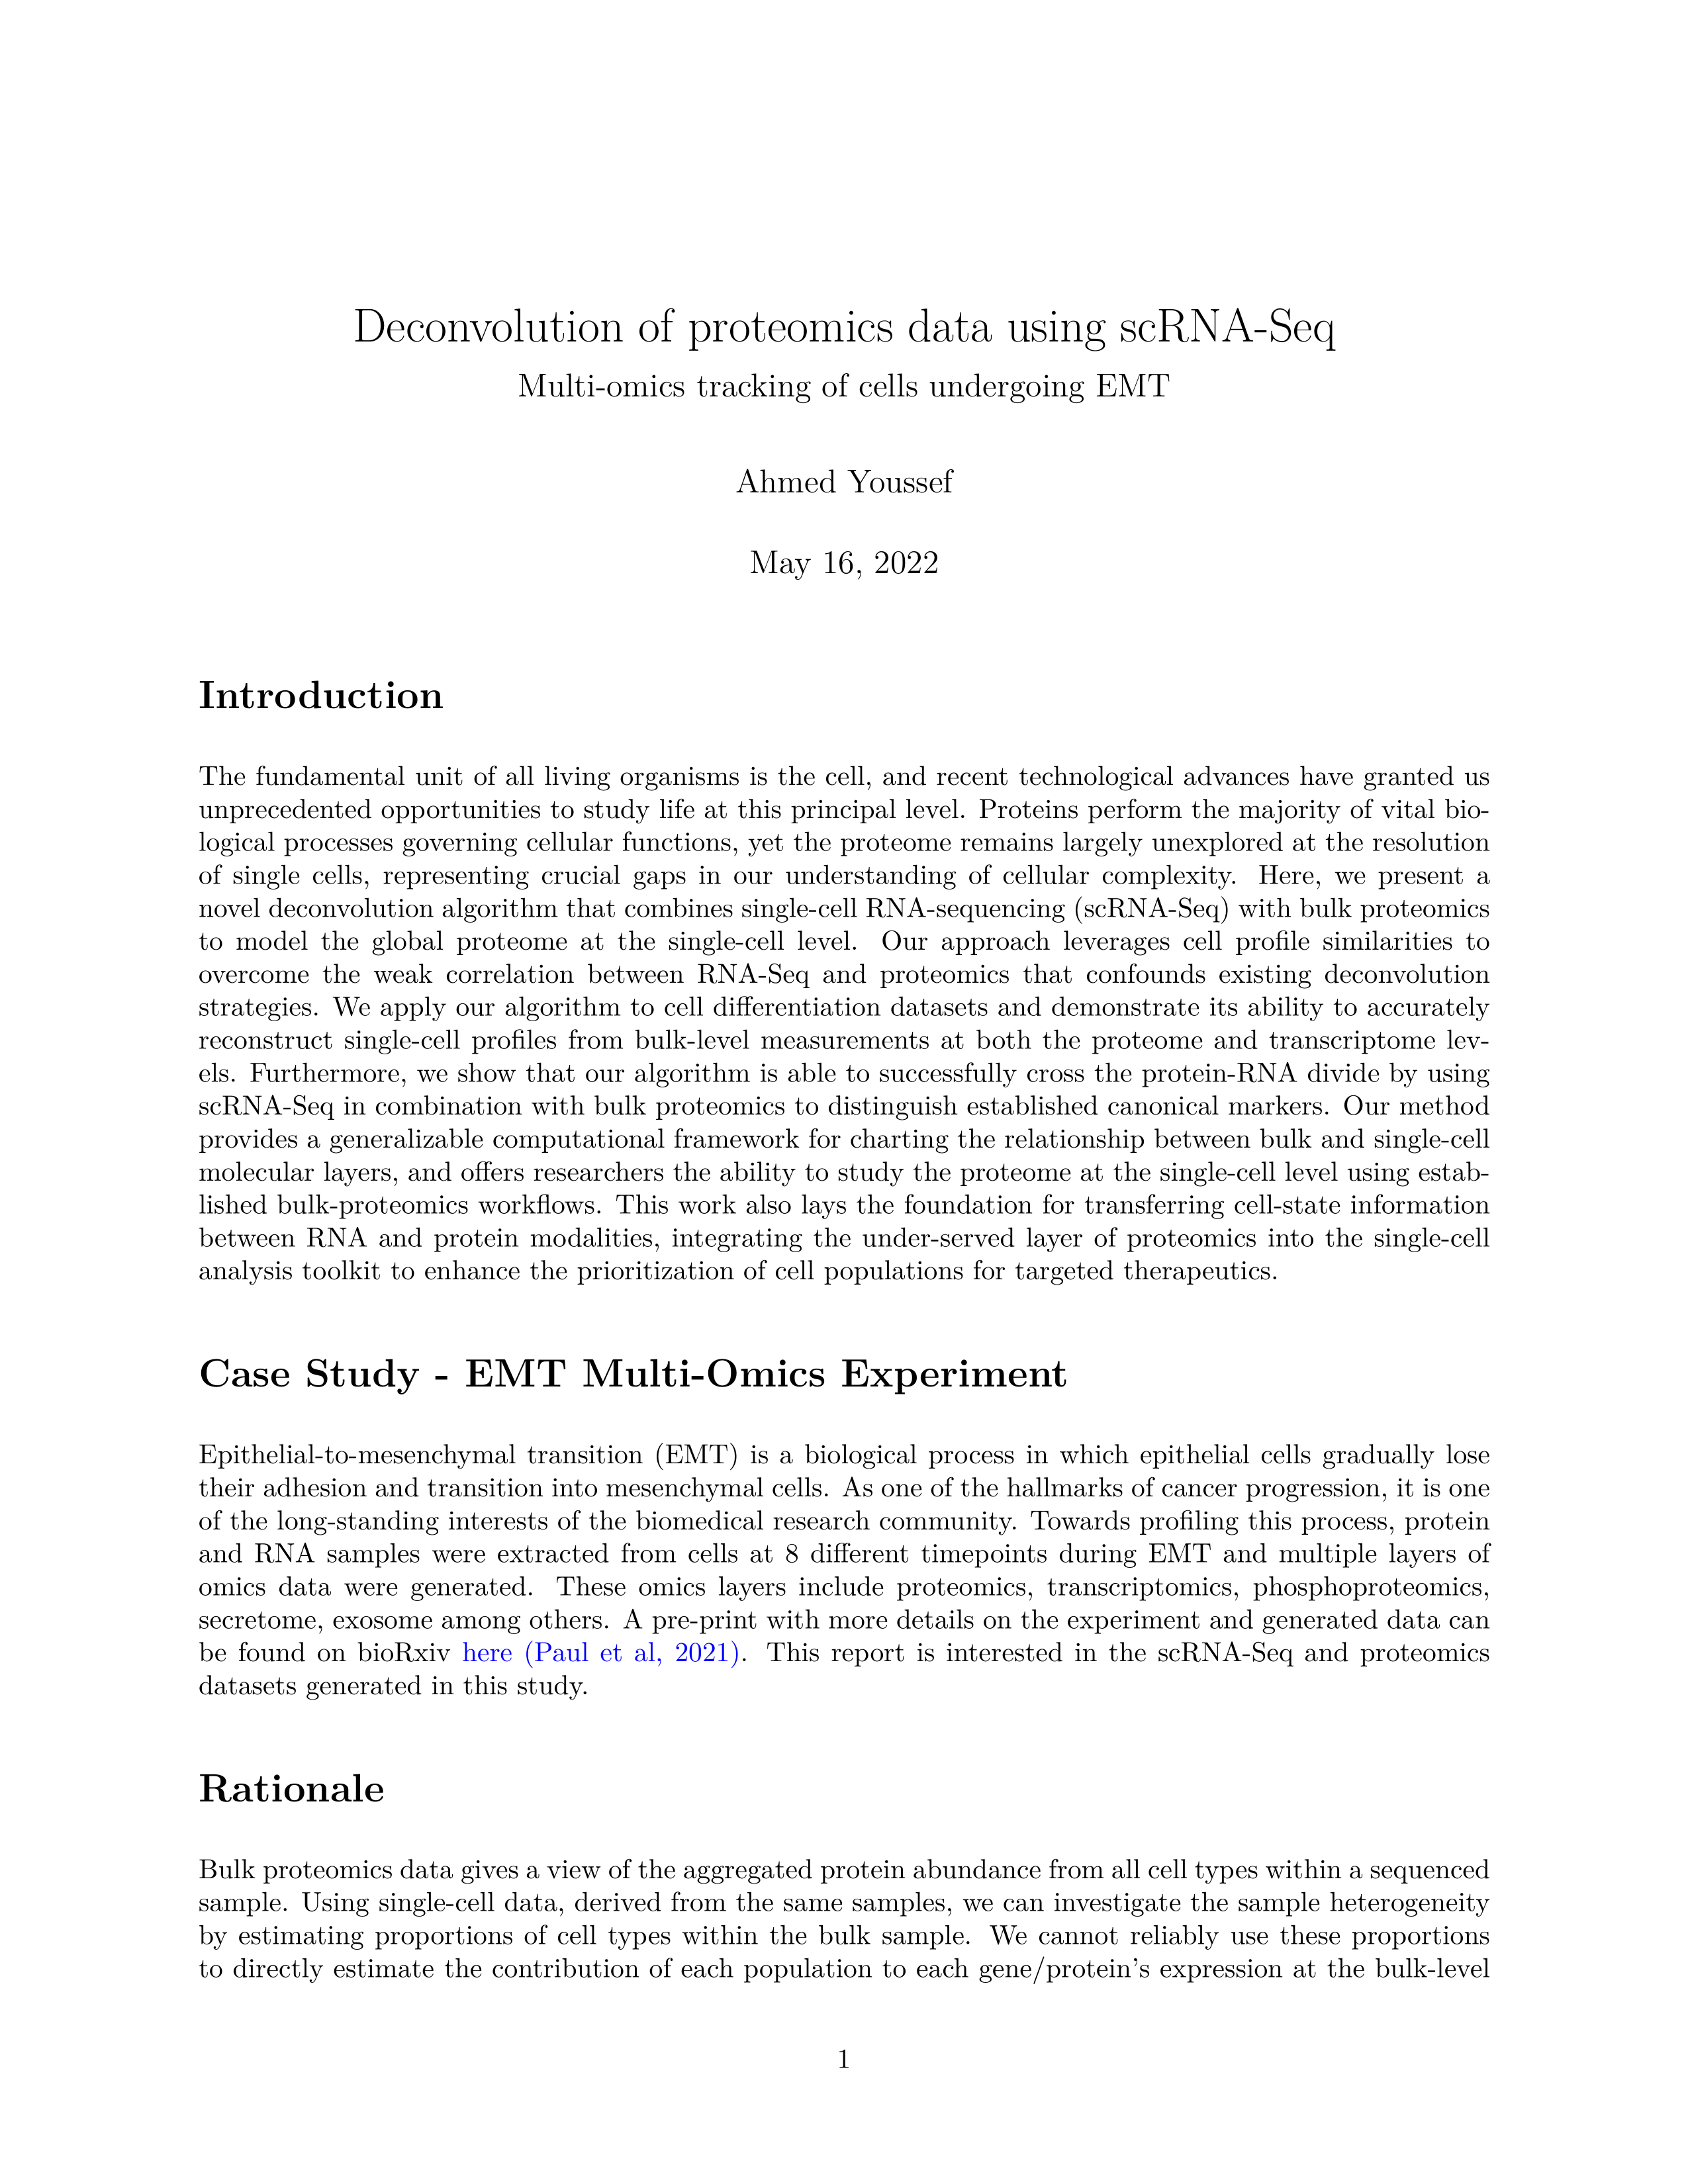 Deconvolution of proteomics data using scRNA-Seq
Multi-omics tracking of cells undergoing EMT
Ahmed Youssef
May 16, 2022
Introduction
The fundamental unit of all living organisms is the cell, and recent technological advances have granted us
unprecedented opportunities to study life at this principal level. Proteins perform the majority of vital bio-
logical processes governing cellular functions, yet the proteome remains largely unexplored at the resolution
of single cells, representing crucial gaps in our understanding of cellular complexity. Here, we present a
novel deconvolution algorithm that combines single-cell RNA-sequencing (scRNA-Seq) with bulk proteomics
to model the global proteome at the single-cell level. Our approach leverages cell profile similarities to
overcome the weak correlation between RNA-Seq and proteomics that confounds existing deconvolution
strategies. We apply our algorithm to cell differentiation datasets and demonstrate its ability to accurately
reconstruct single-cell profiles from bulk-level measurements at both the proteome and transcriptome lev-
els. Furthermore, we show that our algorithm is able to successfully cross the protein-RNA divide by using
scRNA-Seq in combination with bulk proteomics to distinguish established canonical markers. Our method
provides a generalizable computational framework for charting the relationship between bulk and single-cell
molecular layers, and offers researchers the ability to study the proteome at the single-cell level using estab-
lished bulk-proteomics workflows. This work also lays the foundation for transferring cell-state information
between RNA and protein modalities, integrating the under-served layer of proteomics into the single-cell
analysis toolkit to enhance the prioritization of cell populations for targeted therapeutics.
Case Study - EMT Multi-Omics Experiment
Epithelial-to-mesenchymal transition (EMT) is a biological process in which epithelial cells gradually lose
their adhesion and transition into mesenchymal cells. As one of the hallmarks of cancer progression, it is one
of the long-standing interests of the biomedical research community. Towards profiling this process, protein
and RNA samples were extracted from cells at 8 different timepoints during EMT and multiple layers of
omics data were generated. These omics layers include proteomics, transcriptomics, phosphoproteomics,
secretome, exosome among others. A pre-print with more details on the experiment and generated data can
be found on bioRxiv here (Paul et al, 2021). This report is interested in the scRNA-Seq and proteomics
datasets generated in this study.
Rationale
Bulk proteomics data gives a view of the aggregated protein abundance from all cell types within a sequenced
sample. Using single-cell data, derived from the same samples, we can investigate the sample heterogeneity
by estimating proportions of cell types within the bulk sample. We cannot reliably use these proportions
to directly estimate the contribution of each population to each gene/protein's expression at the bulk-level
1